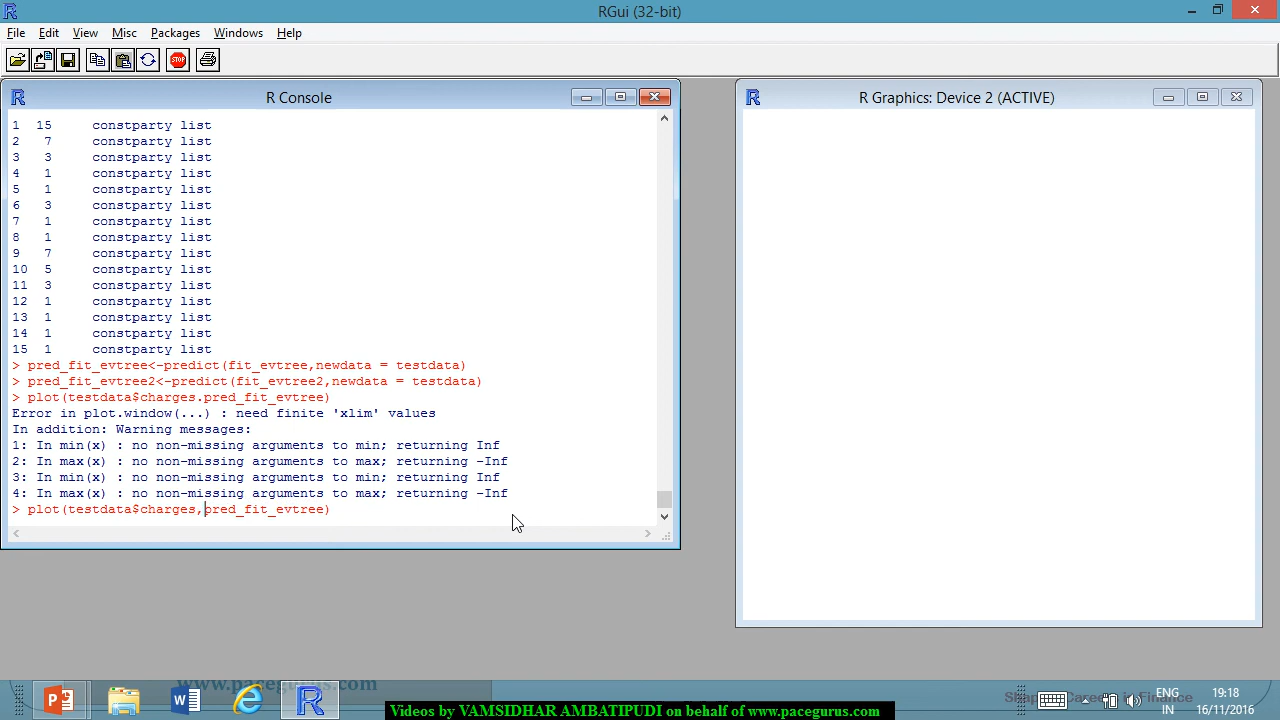 RGui (32-bit)
File Edit View Misc Packages Windows Help
STOP
R Console
1 15 constparty list
2 7 constparty list
3 3 constparty list
4 1 constparty list
5 1 constparty list
6 3 constparty list
7 1 constparty list
8 1 constparty list
9 7 constparty list
10 5 constparty list
11 3 constparty list
12 1 constparty list
13 1 constparty list
14 1 constparty list
15 1 constparty list
> pred_fit_evtree<-predict(fit_evtree,newdata = testdata)
> pred_fit_evtree2<-predict(fit_evtree2,newdata = testdata)
> plot(testdata$charges.pred_fit_evtree)
Error in plot.window(...) : need finite 'xlim' values
In addition: Warning messages:
1: In min(x) : no non-missing arguments to min; returning Inf
2: In max(x) : no non-missing arguments to max; returning -Inf
3: In min(x) : no non-missing arguments to min; returning Inf
4: In max(x) : no non-missing arguments to max; returning -Inf
> plot(testdata$charges,pred_fit_evtree)
R Graphics: Device 2 (ACTIVE)
www.pacegurus.com
Videos by VAMSIDHAR AMBATIPUDI on behalf of www.pacegurus.com
in Finance
ENG
IN
19:18
16/11/2016